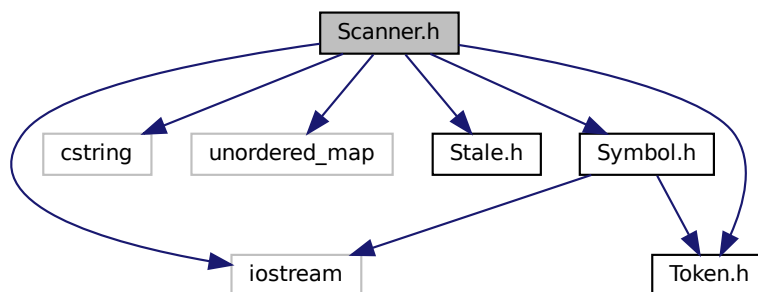 Scanner.h
cstring
unordered_map
Stale.h
Symbol.h
iostream
Token.h